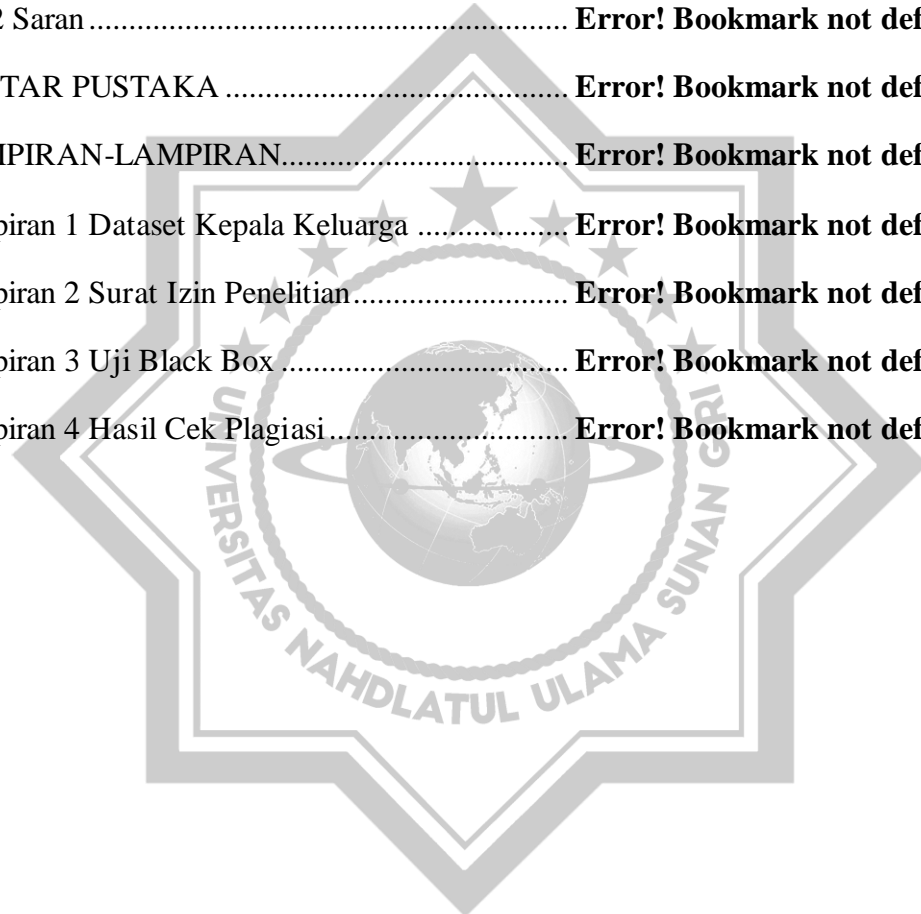 2 Saran ................................................... Error! Bookmark not def
TAR PUSTAKA ......................................... Error! Bookmark not def
IPIRAN-LAMPIRAN................................. Error! Bookmark not def
piran 1 Dataset Kepala Keluarga .................. Error! Bookmark not def
piran 2 Surat Izin Penelitian.......................... Error! Bookmark not def
piran 3 Uji Black Box .................................. Error! Bookmark not def
piran 4 Hasil Cek Plagiasi............................. Error! Bookmark not def
UNIVERSITAS NAHDLATUL ULAMA SUNAN GIRI